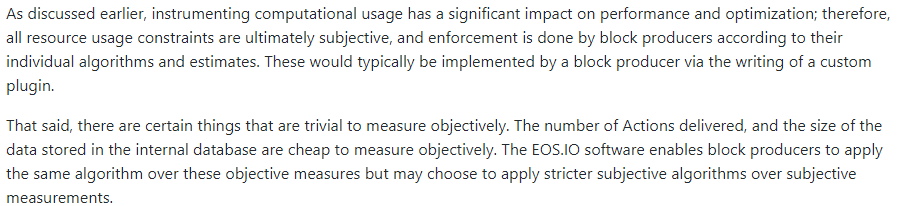 As discussed earlier, instrumenting computational usage has a significant impact on performance and optimization; therefore,
all resource usage constraints are ultimately subjective, and enforcement is done by block producers according to their
individual algorithms and estimates. These would typically be implemented by a block producer via the writing of a custom
plugin.
That said, there are certain things that are trivial to measure objectively. The number of Actions delivered, and the size of the
data stored in the internal database are cheap to measure objectively. The EOS.IO software enables block producers to apply
the same algorithm over these objective measures but may choose to apply stricter subjective algorithms over subjective
measurements.